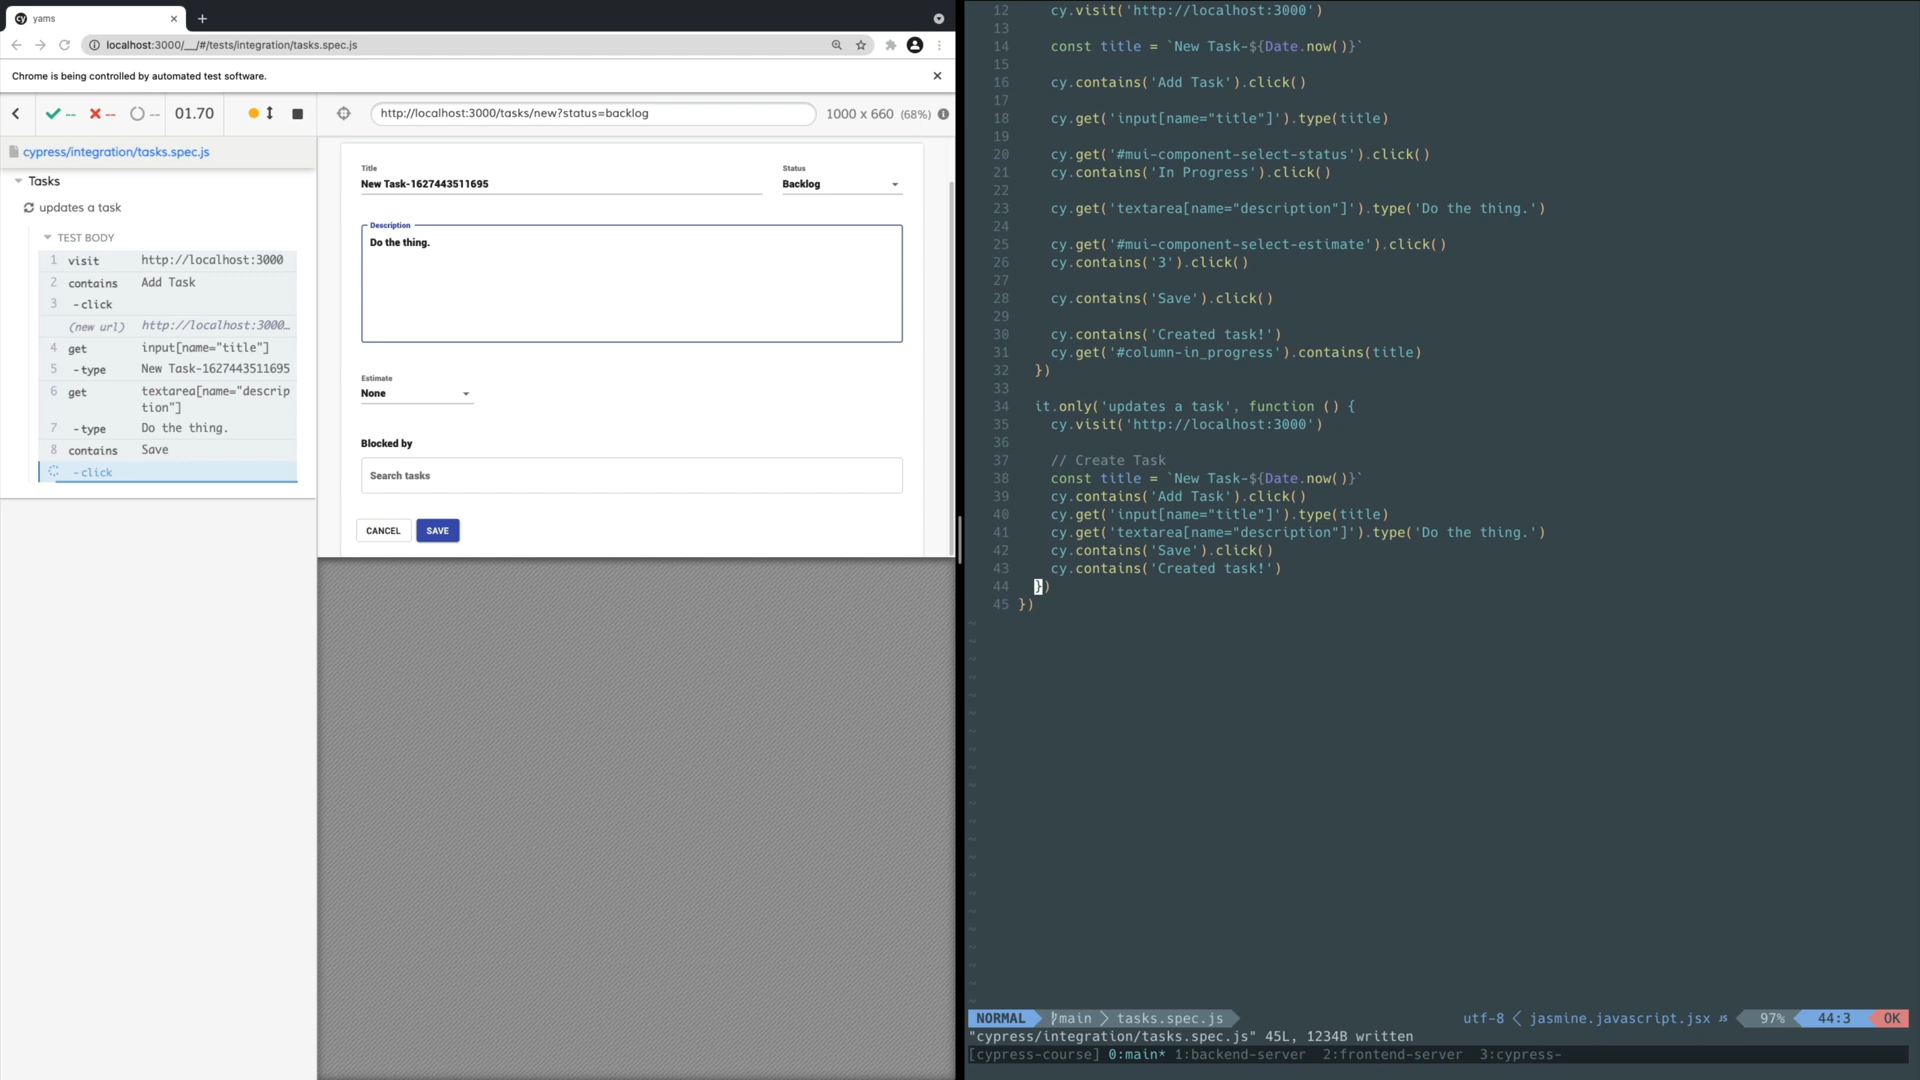 yams
localhost:3000/__/#/tests/integration/tasks.spec.js
Chrome is being controlled by automated test software.
--
--
--
01.70
http://localhost:3000/tasks/new?status=backlog
1000 x 660 (68%)
cypress/integration/tasks.spec.js
Tasks
updates a task
TEST BODY
1 visit http://localhost:3000
2 contains Add Task
3 -click
(new url) http://localhost:3000…
4 get input[name="title"]
5 -type New Task-1627443511695
6 get textarea[name="descrip
tion"]
7 -type Do the thing.
8 contains Save
-click
Title
New Task-1627443511695
Status
Backlog
Description
Do the thing.
Estimate
None
Blocked by
Search tasks
CANCEL SAVE
12 cy.visit('http://localhost:3000')
13
14 const title = `New Task-${Date.now()}`
15
16 cy.contains('Add Task').click()
17
18 cy.get('input[name="title"]').type(title)
19
20 cy.get('#mui-component-select-status').click()
21 cy.contains('In Progress').click()
22
23 cy.get('textarea[name="description"]').type('Do the thing.')
24
25 cy.get('#mui-component-select-estimate').click()
26 cy.contains('3').click()
27
28 cy.contains('Save').click()
29
30 cy.contains('Created task!')
31 cy.get('#column-in_progress').contains(title)
32 })
33
34 it.only('updates a task', function () {
35 cy.visit('http://localhost:3000')
36
37 // Create Task
38 const title = `New Task-${Date.now()}`
39 cy.contains('Add Task').click()
40 cy.get('input[name="title"]').type(title)
41 cy.get('textarea[name="description"]').type('Do the thing.')
42 cy.contains('Save').click()
43 cy.contains('Created task!')
44 })
45 })
NORMAL main tasks.spec.js utf-8 jasmine.javascript.jsx JS 97% 44:3 OK
"cypress/integration/tasks.spec.js" 45L, 1234B written
[cypress-course] 0:main* 1:backend-server 2:frontend-server 3:cypress-